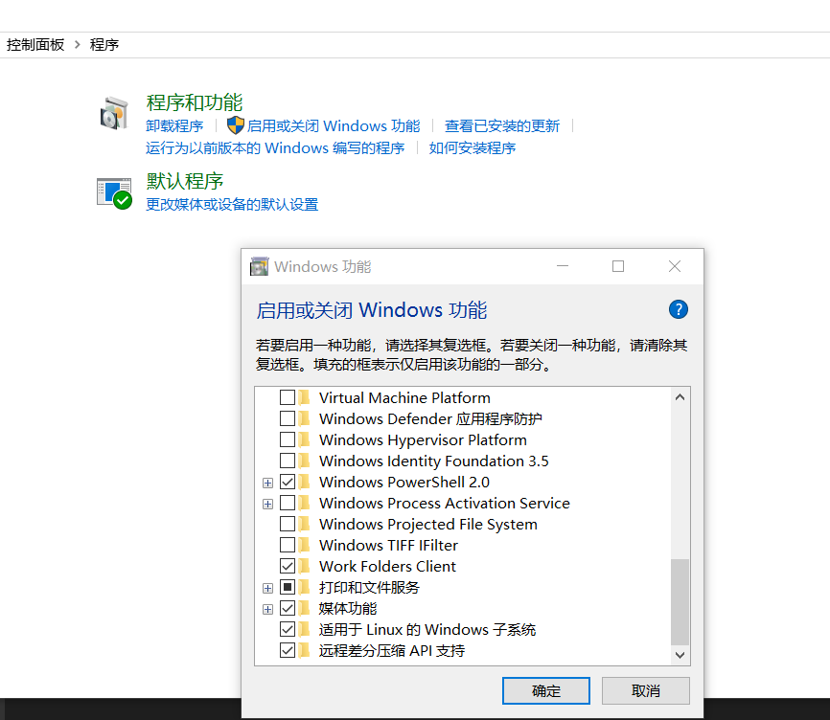 控制面板 > 程序
程序和功能
卸载程序 启用或关闭 Windows 功能 查看已安装的更新
运行为以前版本的 Windows 编写的程序 如何安装程序
默认程序
更改媒体或设备的默认设置
Windows 功能
启用或关闭 Windows 功能
若要启用一种功能，请选择其复选框。若要关闭一种功能，请清除其
复选框。填充的框表示仅启用该功能的一部分。
Virtual Machine Platform
Windows Defender 应用程序防护
Windows Hypervisor Platform
Windows Identity Foundation 3.5
Windows PowerShell 2.0
Windows Process Activation Service
Windows Projected File System
Windows TIFF IFilter
Work Folders Client
打印和文件服务
媒体功能
适用于 Linux 的 Windows 子系统
远程差分压缩 API 支持
确定 取消